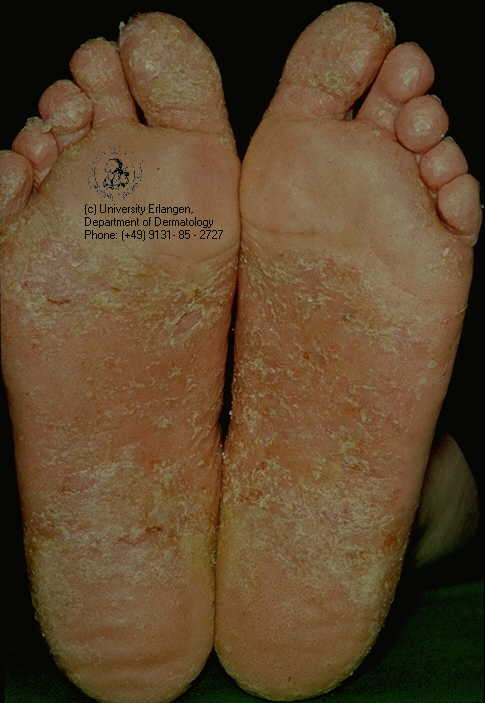 (c) University Erlangen,
Department of Dermatology
Phone: (+49) 9131- 85 - 2727